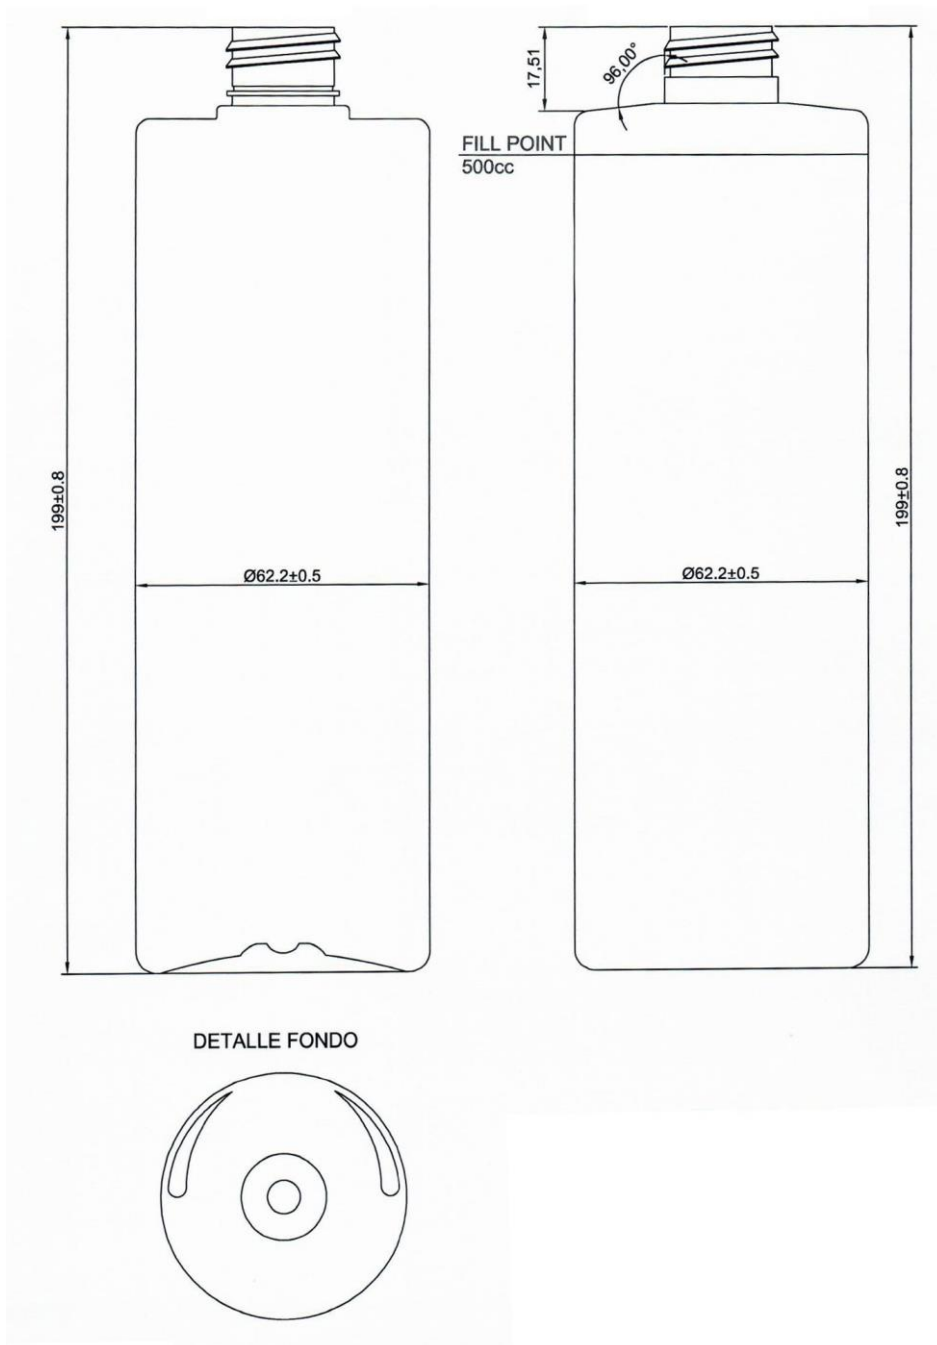 17,51
96,00°
FILL POINT
500cc
199±0.8
199±0.8
Ø62.2±0.5
Ø62.2±0.5
DETALLE FONDO